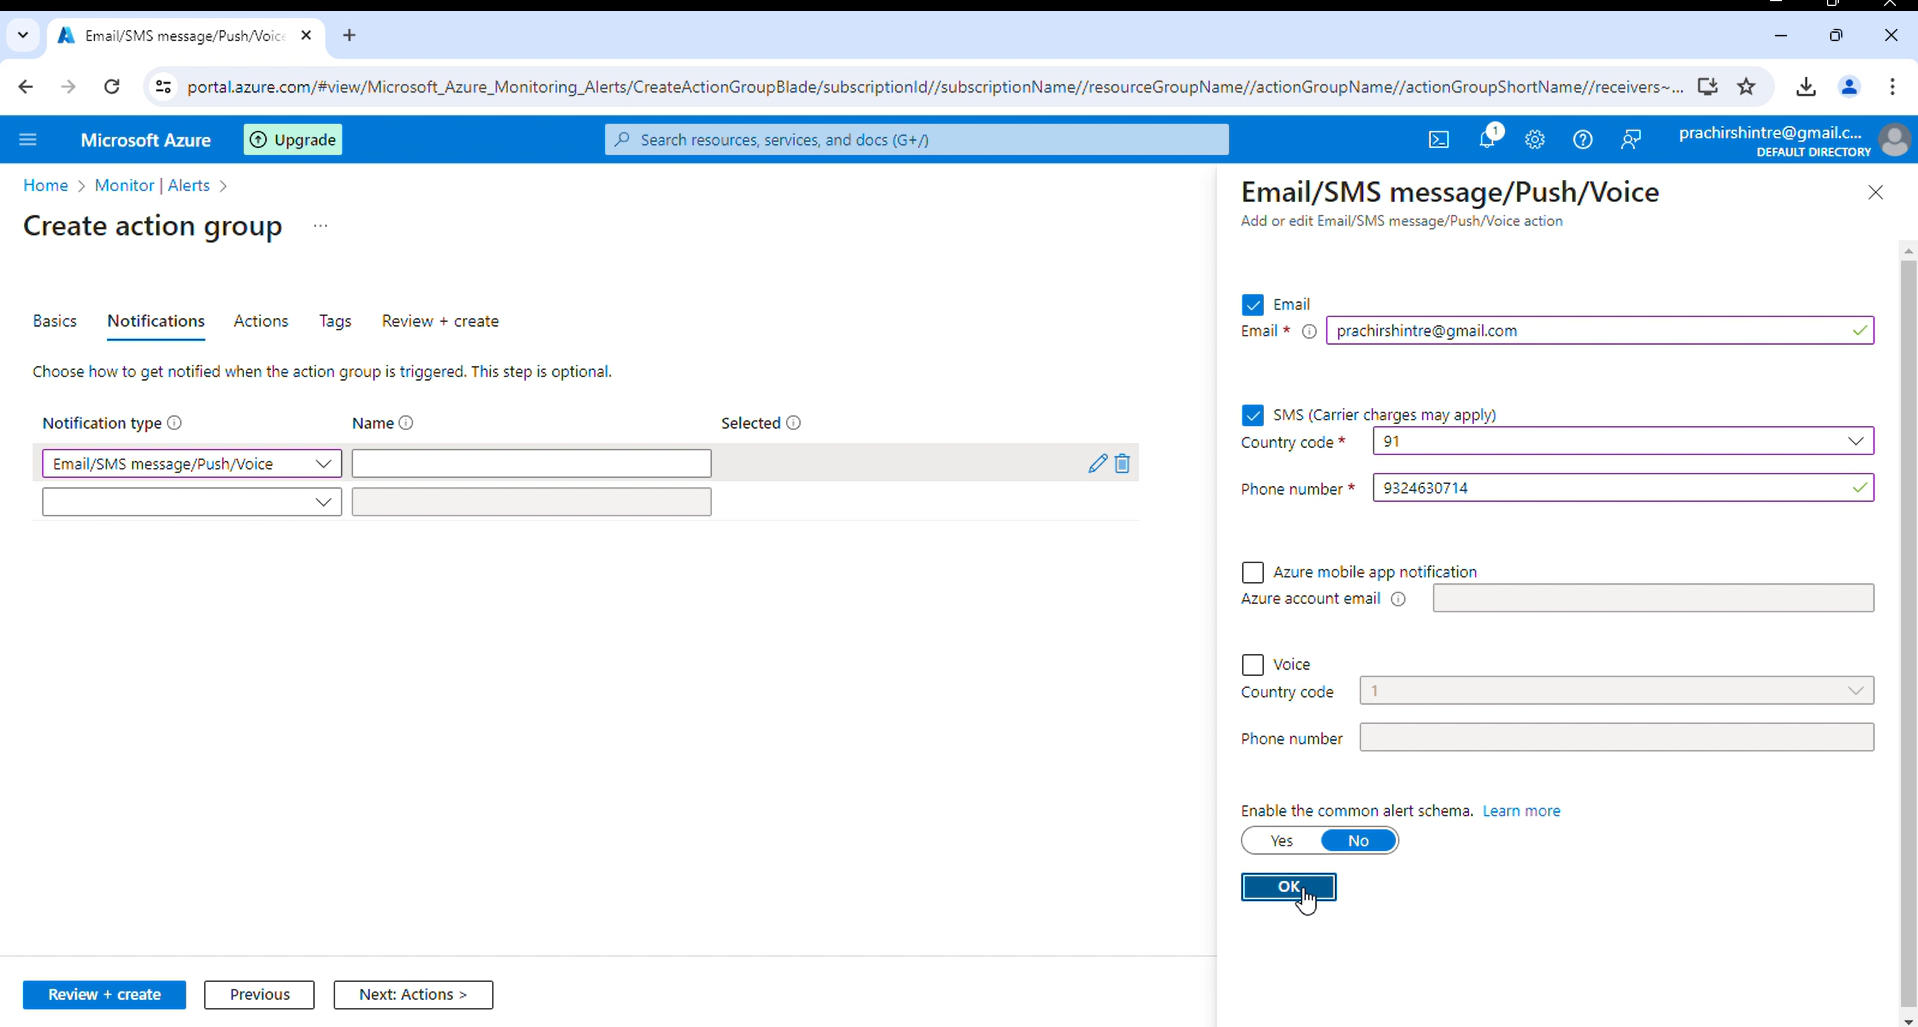 Email/SMS message/Push/Voice
portal.azure.com/#view/Microsoft_Azure_Monitoring_Alerts/CreateActionGroupBlade/subscriptionId//subscriptionName//resourceGroupName//actionGroupName//actionGroupShortName//receivers~...
Microsoft Azure
Upgrade
Search resources, services, and docs (G+/)
1
prachirshintre@gmail.c...
DEFAULT DIRECTORY
Home > Monitor | Alerts >
Create action group ...
Basics Notifications Actions Tags Review + create
Choose how to get notified when the action group is triggered. This step is optional.
Notification type Name Selected
Email/SMS message/Push/Voice
Review + create Previous Next: Actions >
Email/SMS message/Push/Voice
Add or edit Email/SMS message/Push/Voice action
Email
Email * prachirshintre@gmail.com
SMS (Carrier charges may apply)
Country code * 91
Phone number * 9324630714
Azure mobile app notification
Azure account email
Voice
Country code 1
Phone number
Enable the common alert schema. Learn more
Yes No
OK